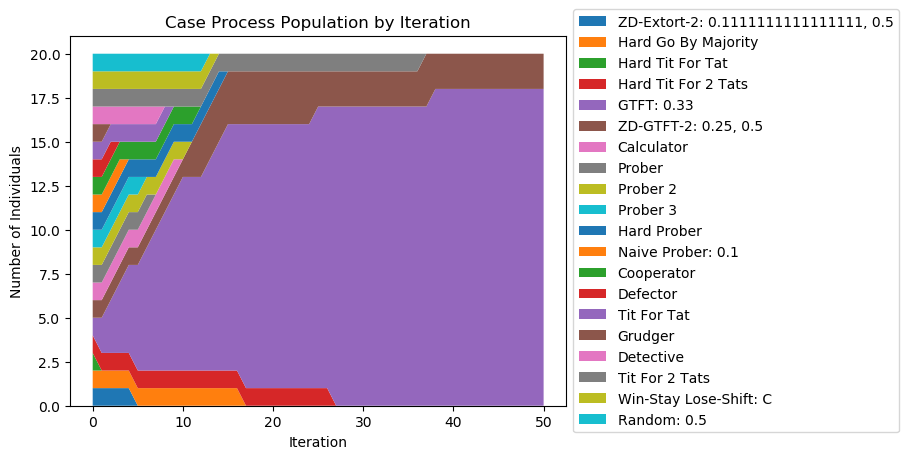 Case Process Population by Iteration
Number of Individuals
20.0
17.5
15.0
12.5
10.0
7.5
5.0
2.5
0.0
0 10 20 30 40 50
Iteration
ZD-Extort-2: 0.1111111111111111, 0.5
Hard Go By Majority
Hard Tit For Tat
Hard Tit For 2 Tats
GTFT: 0.33
ZD-GTFT-2: 0.25, 0.5
Calculator
Prober
Prober 2
Prober 3
Hard Prober
Naive Prober: 0.1
Cooperator
Defector
Tit For Tat
Grudger
Detective
Tit For 2 Tats
Win-Stay Lose-Shift: C
Random: 0.5